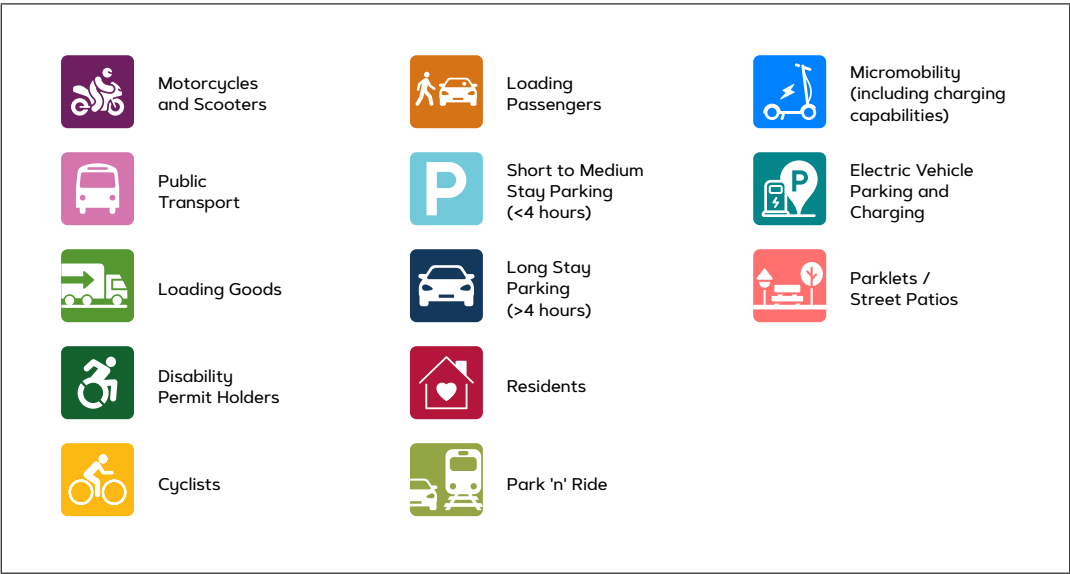 Motorcycles
and Scooters
Public
Transport
Loading Goods
Disability
Permit Holders
Cyclists
Loading
Passengers
P
Short to Medium
Stay Parking
(<4 hours)
Long Stay
Parking
(>4 hours)
Residents
Park 'n' Ride
Micromobility
(including charging
capabilities)
P
Electric Vehicle
Parking and
Charging
Parklets /
Street Patios